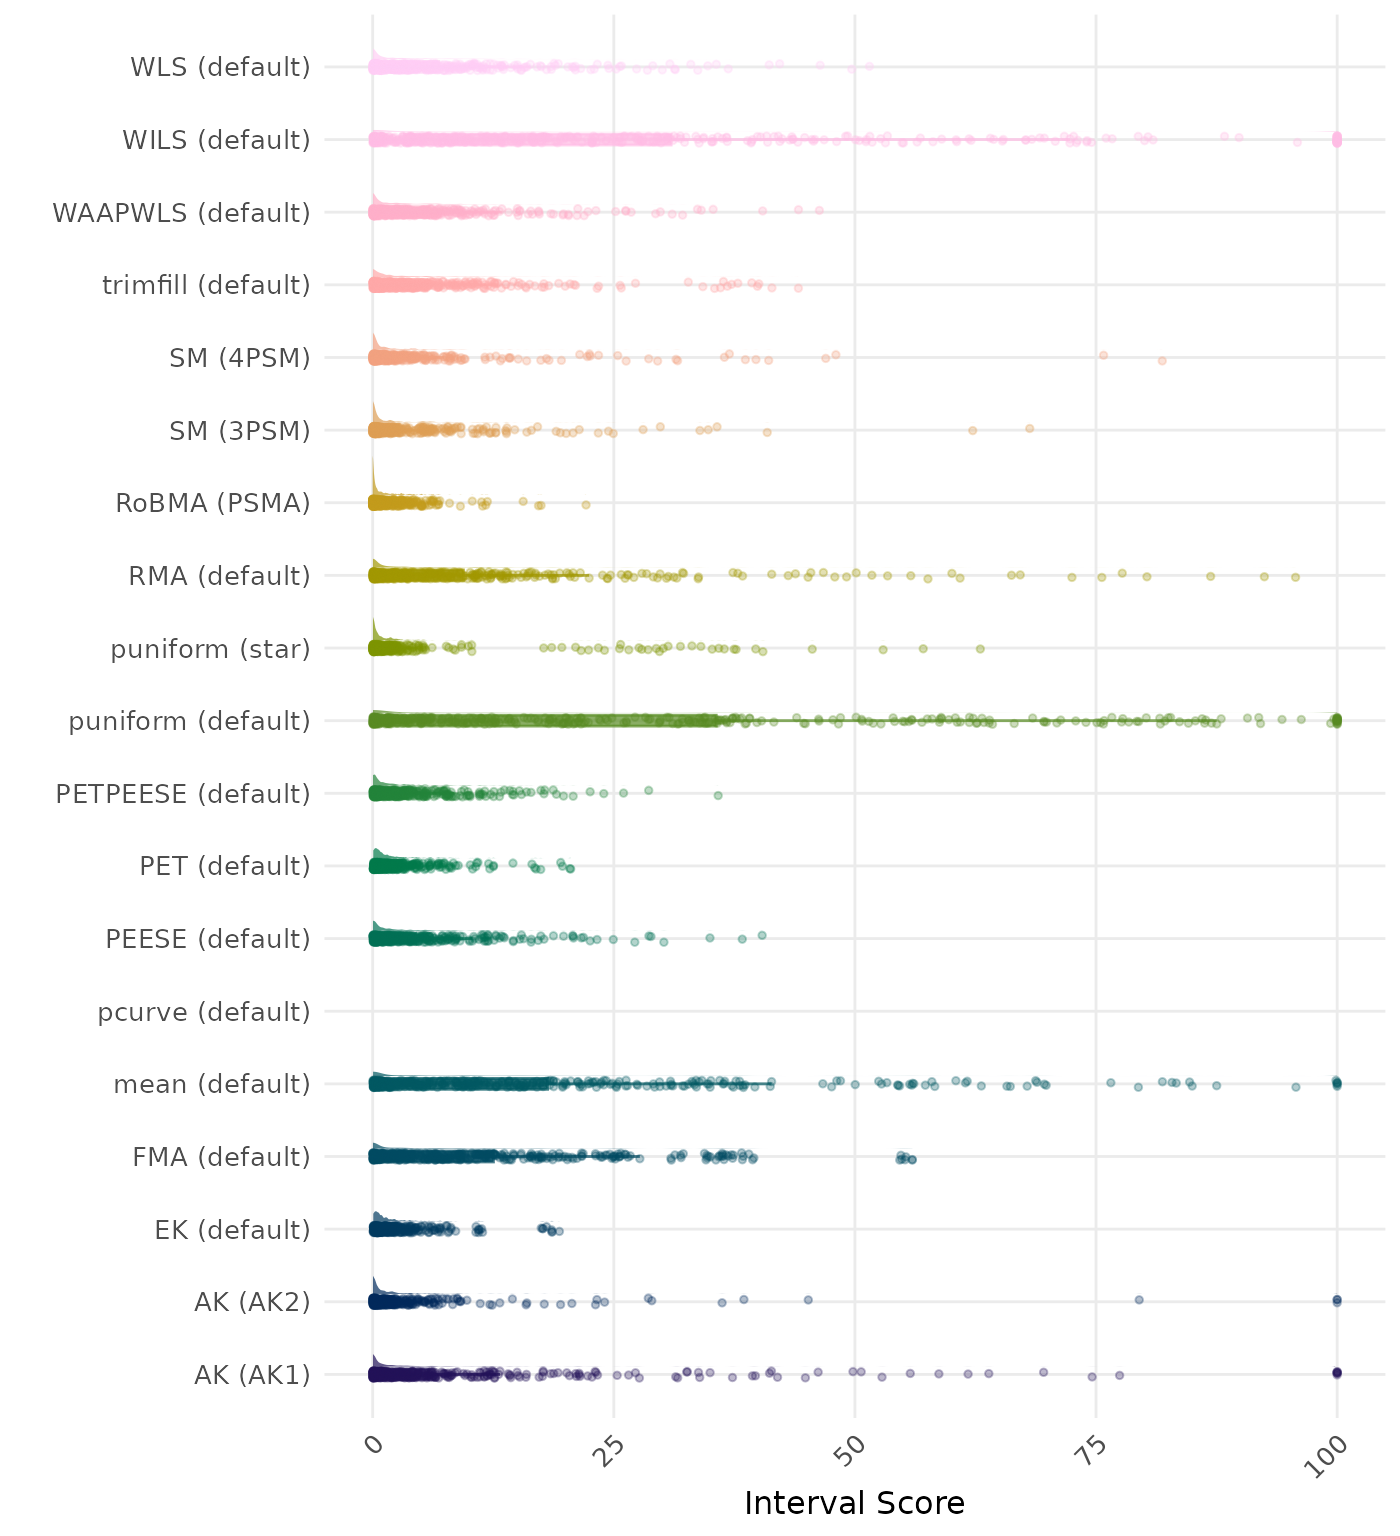 WLS (default)
WILS (default)
WAAPWLS (default)
trimfill (default)
SM (4PSM)
SM (3PSM)
RoBMA (PSMA)
RMA (default)
puniform (star)
puniform (default)
PETPEESE (default)
PET (default)
PEESE (default)
pcurve (default)
mean (default)
FMA (default)
EK (default)
AK (AK2)
AK (AK1)
0 25 50 75 100
Interval Score